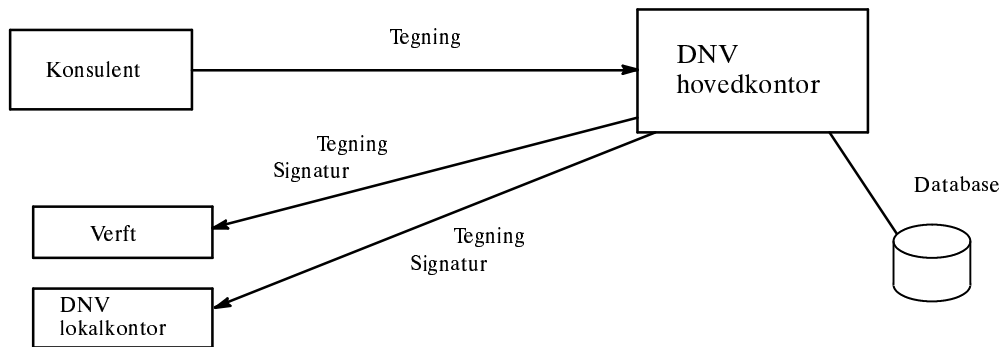 Tegning
Konsulent
DNV
hovedkontor
Tegning
Signatur
Database
Verft
Tegning
Signatur
DNV
lokalkontor